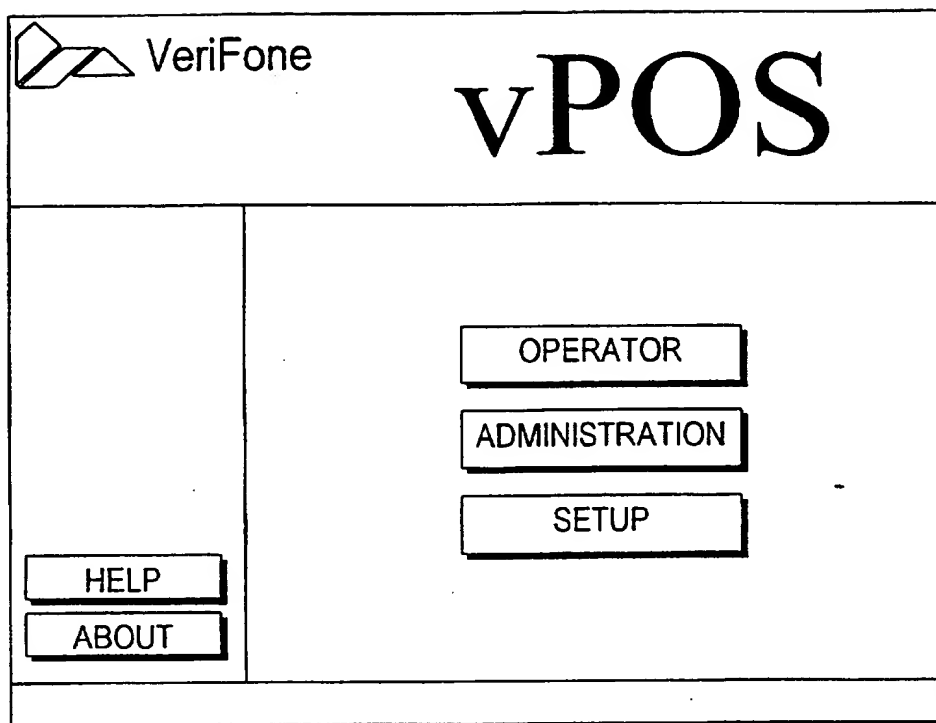 VeriFone
vPOS
OPERATOR
ADMINISTRATION
SETUP
HELP
ABOUT